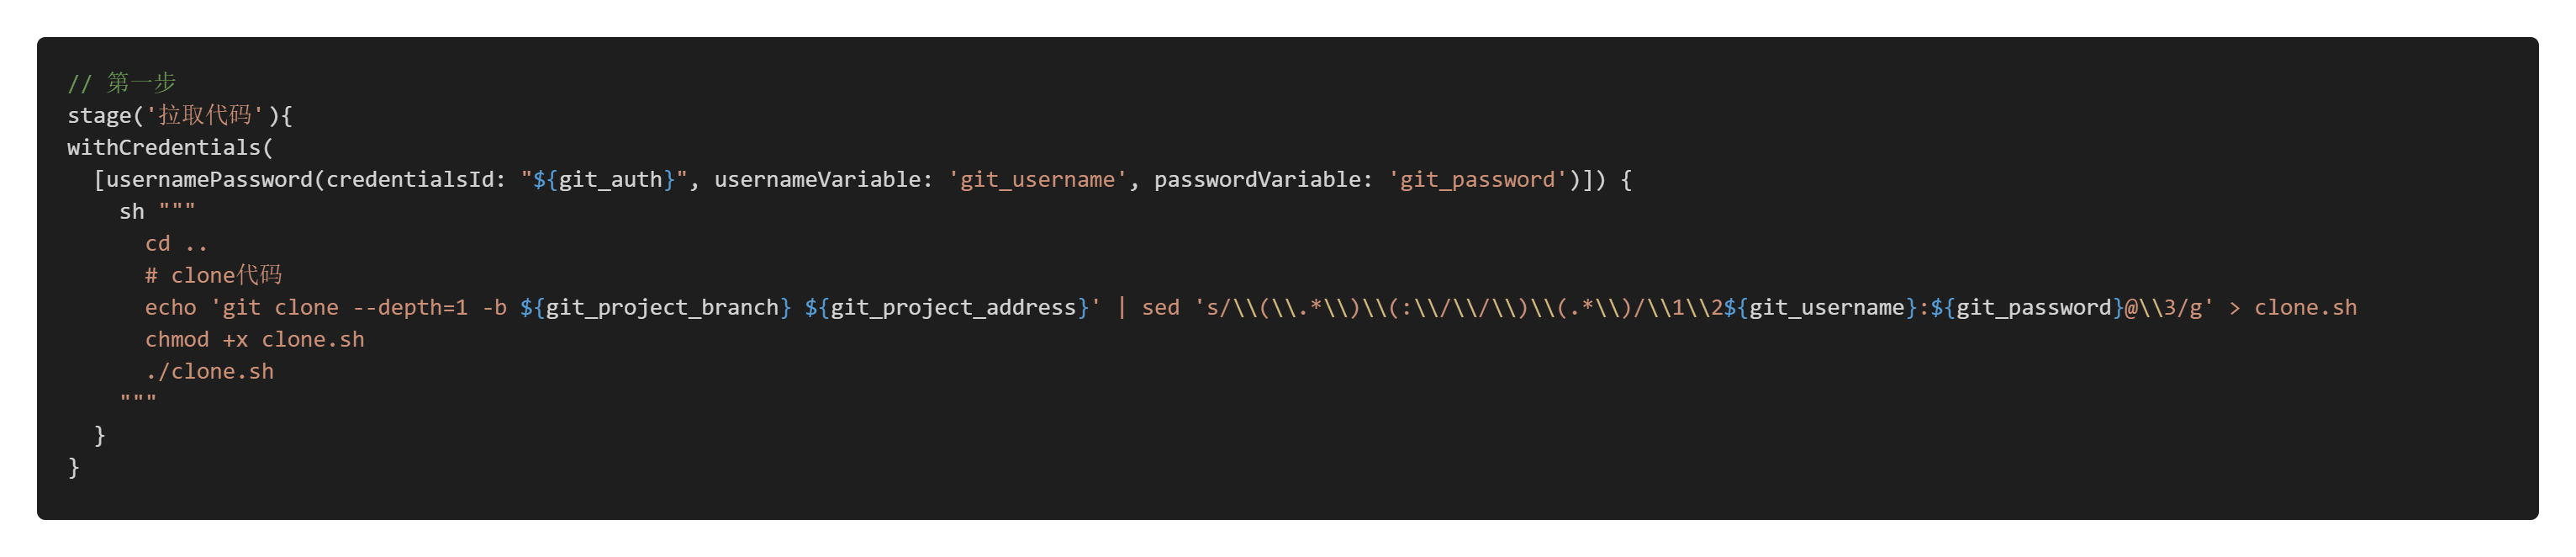 // 第一步
stage('拉取代码'){
withCredentials(
  [usernamePassword(credentialsId: "${git_auth}", usernameVariable: 'git_username', passwordVariable: 'git_password')]) {
    sh """
      cd ..
      # clone代码
      echo 'git clone --depth=1 -b ${git_project_branch} ${git_project_address}' | sed 's/\\(\\.*\\)\\(:\\/\\/\\)\\(.*\\)/\\1\\2${git_username}:${git_password}@\\3/g' > clone.sh
      chmod +x clone.sh
      ./clone.sh
    """
  }
}